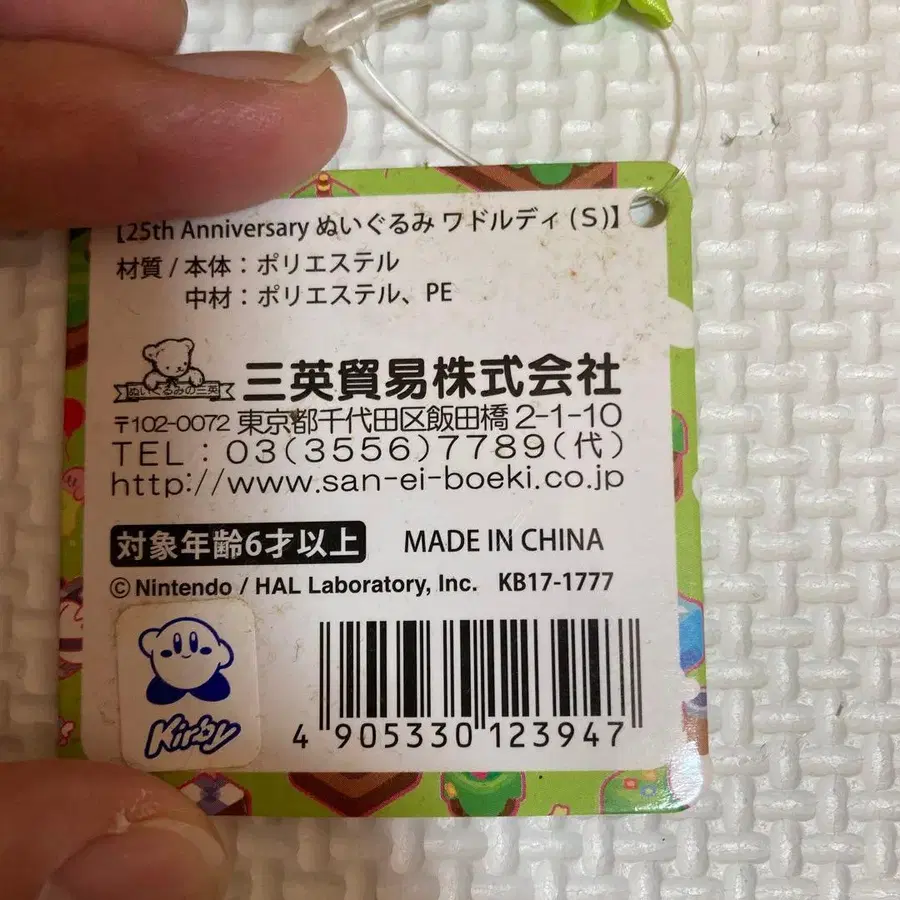 【25th Anniversary ぬいぐるみ ワドルディ(S)】
材質/本体:ポリエステル
中材:ポリエステル、PE
ぬいぐるみの三英
三英貿易株式会社
〒102-0072 東京都千代田区飯田橋2-1-10
TEL:03(3556)7789(代)
http://www.san-ei-boeki.co.jp
対象年齢6才以上 MADE IN CHINA
©Nintendo / HAL Laboratory, Inc. KB17-1777
Kirby
4 905330 123947